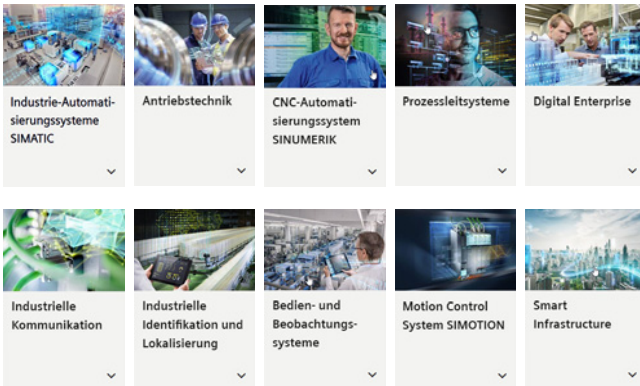 Industrie-Automati-
sierungssysteme
SIMATIC
Antriebstechnik
CNC-Automati-
sierungssystem
SINUMERIK
Prozessleitsysteme
Digital Enterprise
Industrielle
Kommunikation
Industrielle
Identifikation und
Lokalisierung
Bedien- und
Beobachtungs-
systeme
Motion Control
System SIMOTION
Smart
Infrastructure